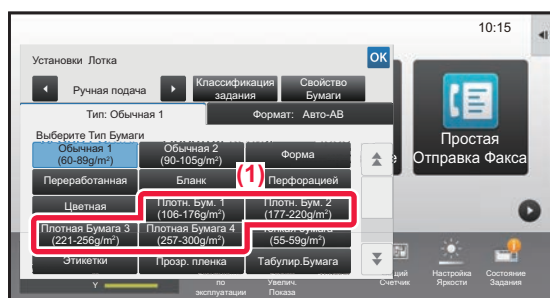 10:15
Установки Лотка
OK
Ручная подача
Классификация
задания
Свойство
Бумаги
Тип: Обычная 1
Формат: Авто-АВ
Выберите Тип Бумаги
Обычная 1
(60-89g/m²)
Обычная 2
(90-105g/m²)
Форма
Переработанная
Бланк
(1)
Перфорацией
Цветная
Плотн. Бум. 1
(106-176g/m²)
Плотн. Бум. 2
(177-220g/m²)
Плотная Бумага 3
(221-256g/m²)
Плотная Бумага 4
(257-300g/m²)
(55-59g/m²)
Этикетки
Прозр. пленка
Табулир.Бумага
Простая
Отправка Факса
Y
по
эксплуатации
Увелич.
Показа
Счетчик
Настройка
Яркости
Состояние
Задания